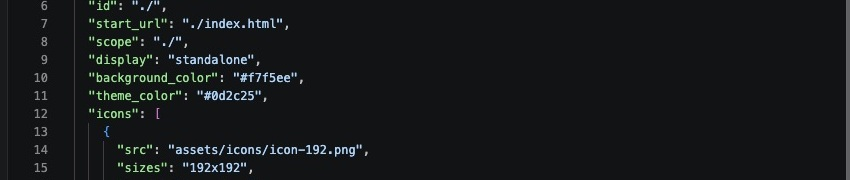 6 "id": "./",
7 "start_url": "./index.html",
8 "scope": "./",
9 "display": "standalone",
10 "background_color": "#f7f5ee",
11 "theme_color": "#0d2c25",
12 "icons": [
13 {
14 "src": "assets/icons/icon-192.png",
15 "sizes": "192x192",